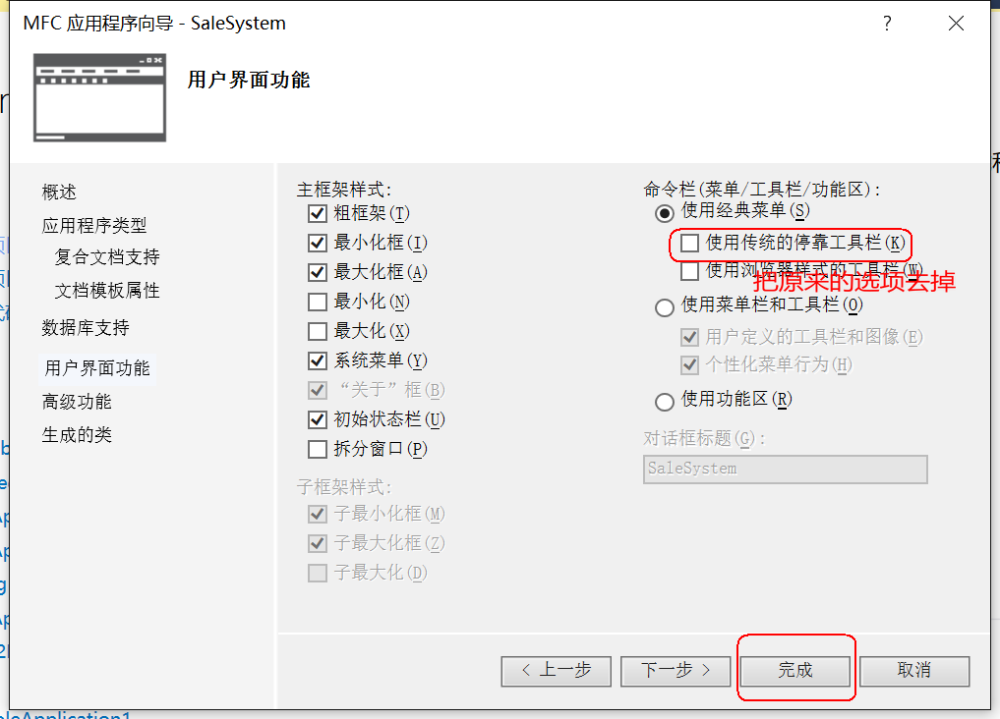 MFC 应用程序向导 - SaleSystem
?
用户界面功能
概述
应用程序类型
复合文档支持
文档模板属性
数据库支持
用户界面功能
高级功能
生成的类
主框架样式:
粗框架(T)
最小化框(I)
最大化框(A)
最小化(N)
最大化(X)
系统菜单(Y)
“关于”框(B)
初始状态栏(U)
拆分窗口(P)
子框架样式:
子最小化框(M)
子最大化框(Z)
子最大化(D)
命令栏(菜单/工具栏/功能区):
使用经典菜单(S)
使用传统的停靠工具栏(K)
使用浏览器样式的工具栏(W)
把原来的选项去掉
使用菜单栏和工具栏(O)
用户定义的工具栏和图像(E)
个性化菜单行为(H)
使用功能区(R)
对话框标题(G):
SaleSystem
< 上一步
下一步 >
完成
取消
leApplication1